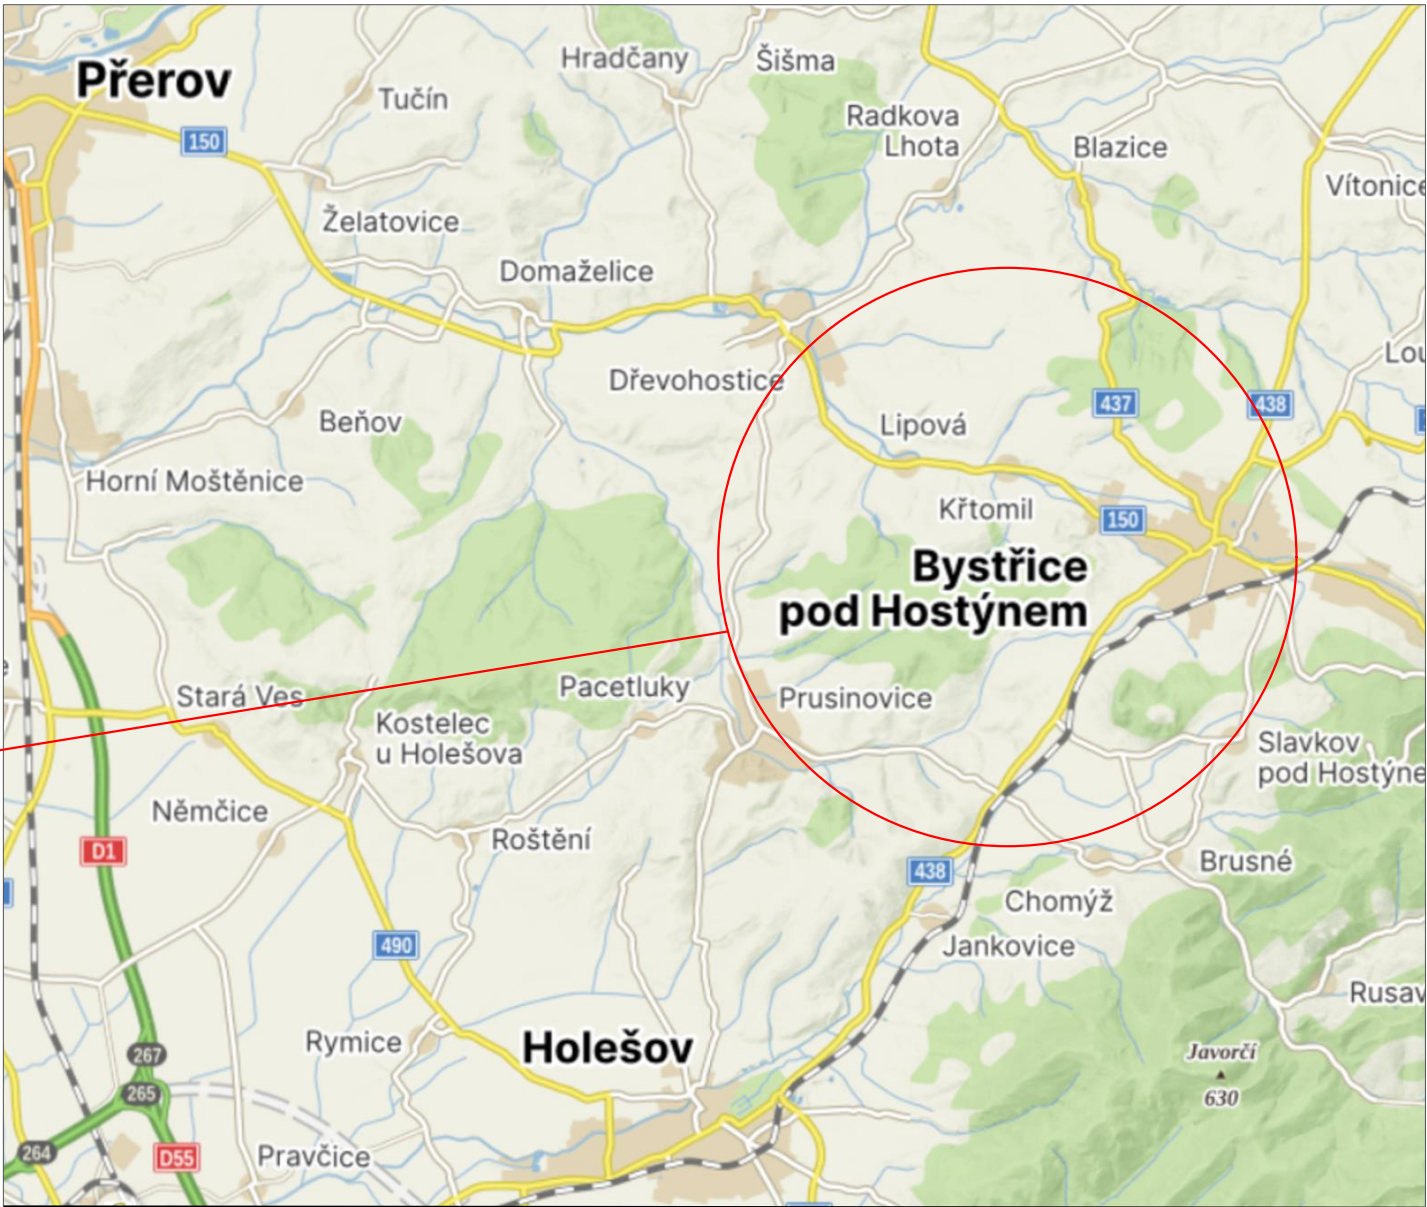 Hradčany
Šišma
Přerov
Tučín
Radkova
Lhota
150
Blazice
Vítonice
Želatovice
Domaželice
Dřevohostice
Lou
437
438
Beňov
Lipová
Horní Moštěnice
Křtomil
150
Bystřice
pod Hostýnem
Stará Ves
Pacetluky
Prusinovice
Kostelec
u Holešova
Slavkov
pod Hostýne
Němčice
Roštění
D1
438
Brusné
Chomýž
490
Jankovice
Rusav
Rymice
Holešov
267
Javorčí
630
265
264
D55
Pravčice